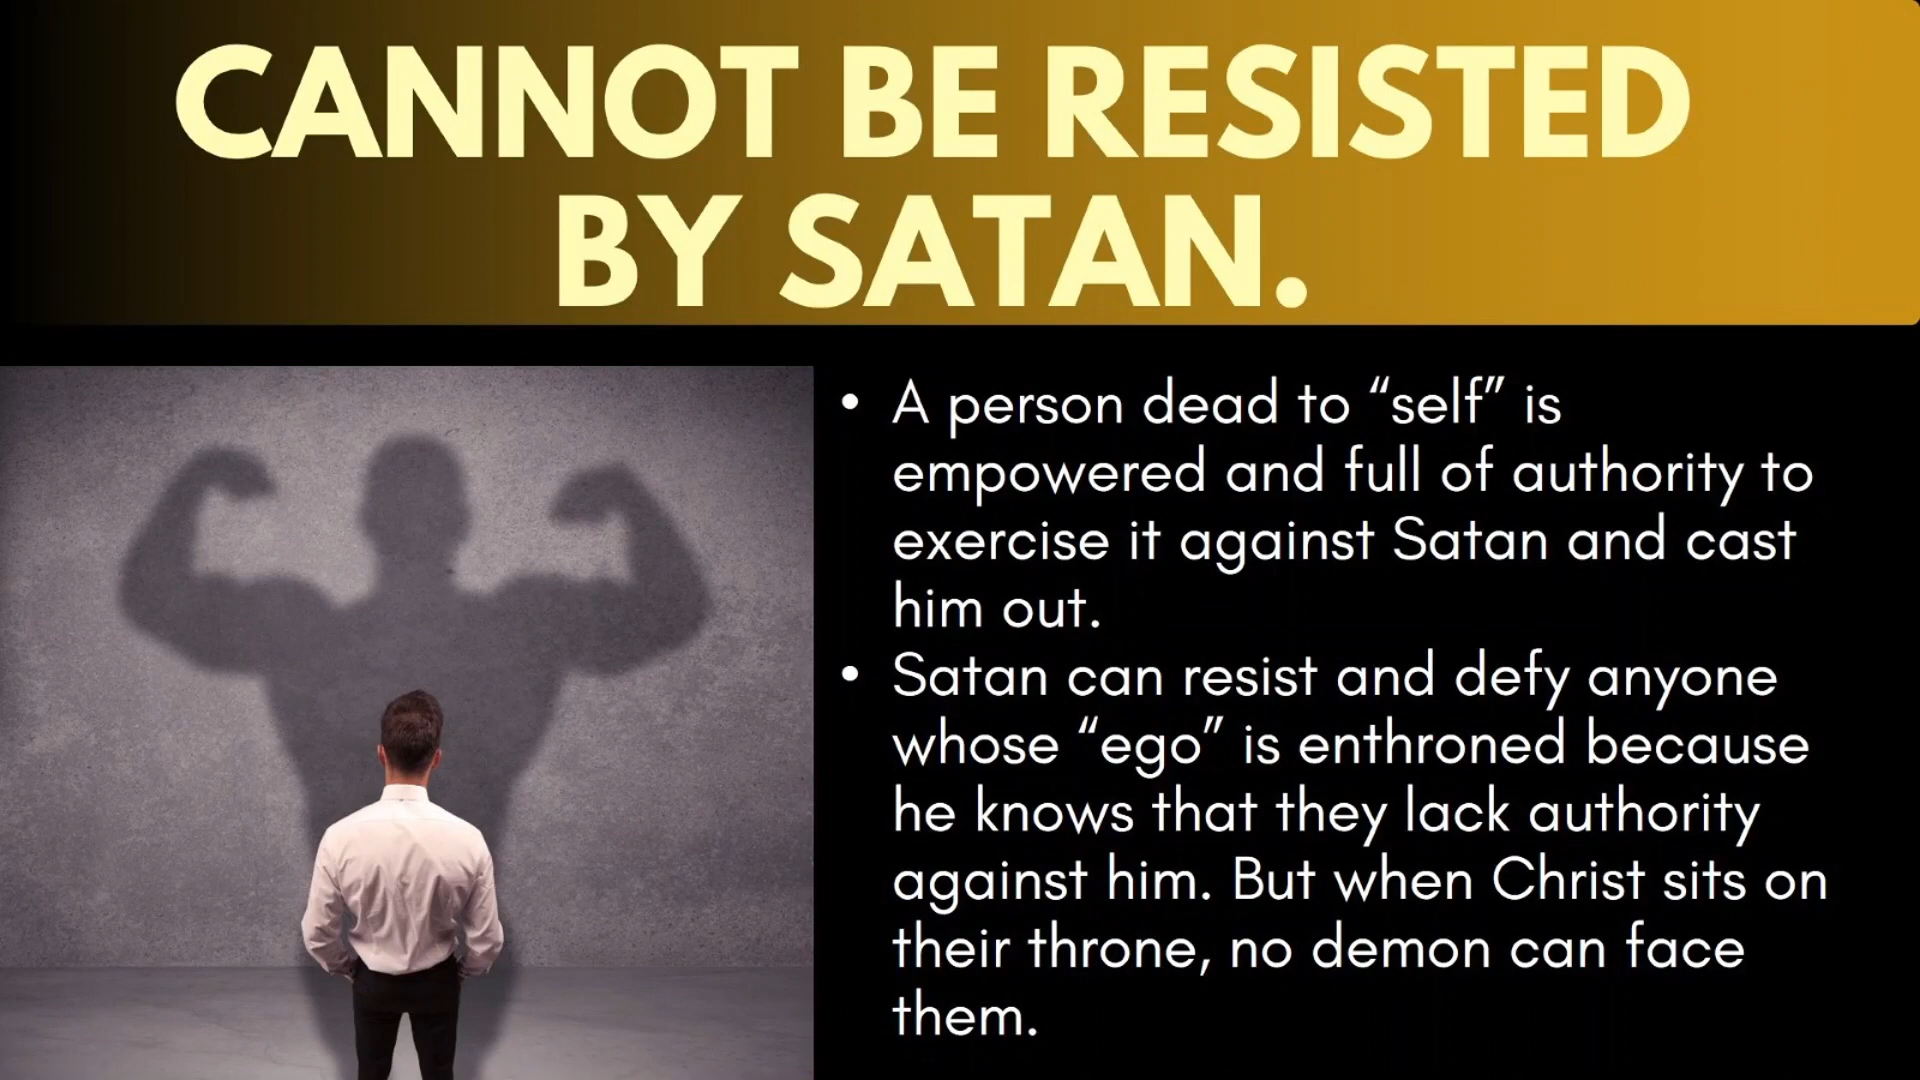 CANNOT BE RESISTED
BY SATAN.
• A person dead to “self” is
empowered and full of authority to
exercise it against Satan and cast
him out.
• Satan can resist and defy anyone
whose “ego” is enthroned because
he knows that they lack authority
against him. But when Christ sits on
their throne, no demon can face
them.